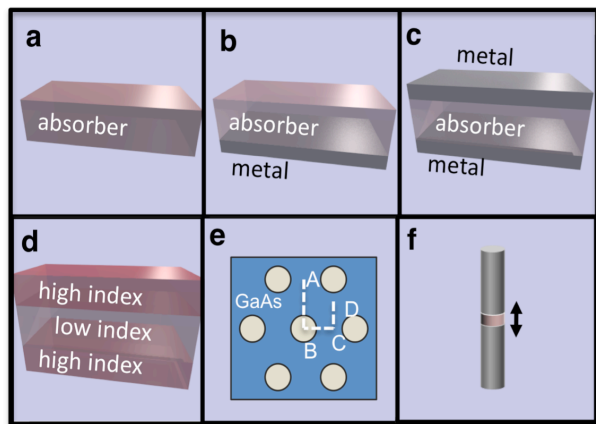 a
absorber
b
absorber
metal
c
metal
absorber
metal
d
high index
low index
high index
e
A
GaAs
D
B
C
f